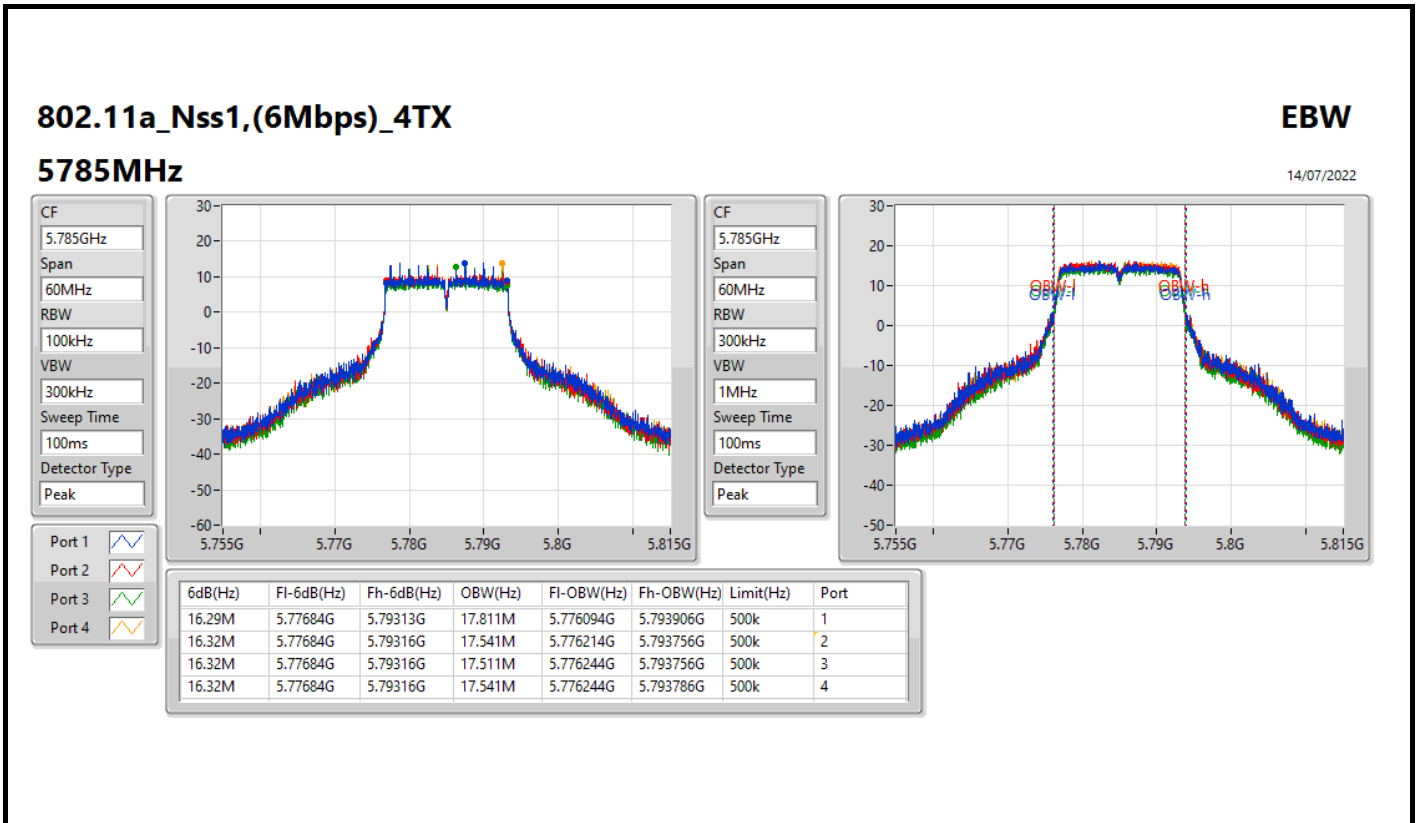 802.11a_Nss1,(6Mbps)_4TX
EBW
5785MHz
14/07/2022
CF
5.785GHz
Span
60MHz
RBW
100kHz
VBW
300kHz
Sweep Time
100ms
Detector Type
Peak
30
20
10
0
-10
-20
-30
-40
-50
-60
5.755G 5.77G 5.78G 5.79G 5.8G 5.815G
CF
5.785GHz
Span
60MHz
RBW
300kHz
VBW
1MHz
Sweep Time
100ms
Detector Type
Peak
30
20
10
0
-10
-20
-30
-40
-50
OBW-l OBW-h
5.755G 5.77G 5.78G 5.79G 5.8G 5.815G
Port 1
Port 2
Port 3
Port 4
6dB(Hz) Fl-6dB(Hz) Fh-6dB(Hz) OBW(Hz) Fl-OBW(Hz) Fh-OBW(Hz) Limit(Hz) Port
16.29M 5.77684G 5.79313G 17.811M 5.776094G 5.793906G 500k 1
16.32M 5.77684G 5.79316G 17.541M 5.776214G 5.793756G 500k 2
16.32M 5.77684G 5.79316G 17.511M 5.776244G 5.793756G 500k 3
16.32M 5.77684G 5.79316G 17.541M 5.776244G 5.793786G 500k 4